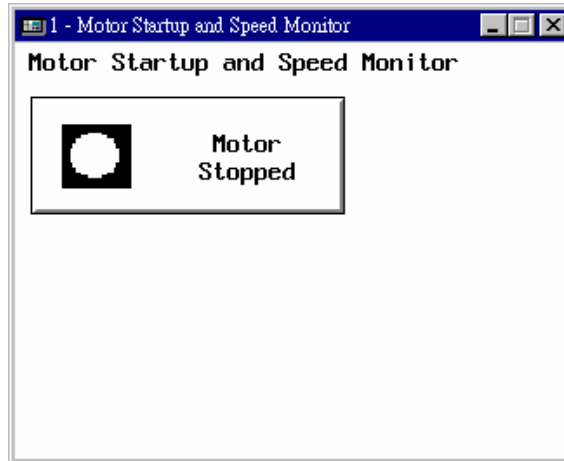 1 - Motor Startup and Speed Monitor
Motor Startup and Speed Monitor
Motor
Stopped